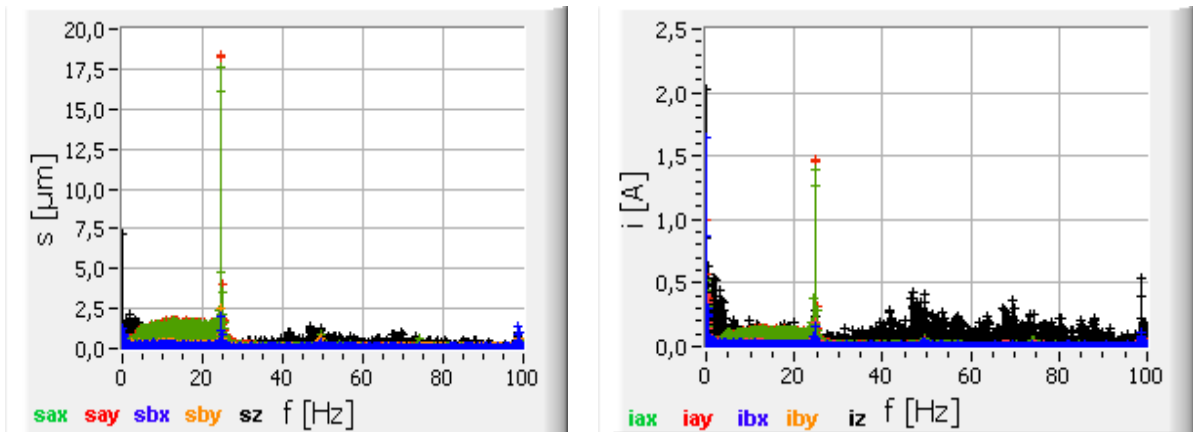 20,0
17,5
15,0
12,5
10,0
7,5
5,0
2,5
0,0
s [µm]
0 20 40 60 80 100
sax say sbx sby sz f [Hz]
2,5
2,0
1,5
1,0
0,5
0,0
i [A]
0 20 40 60 80 100
iax iay ibx iby iz f [Hz]